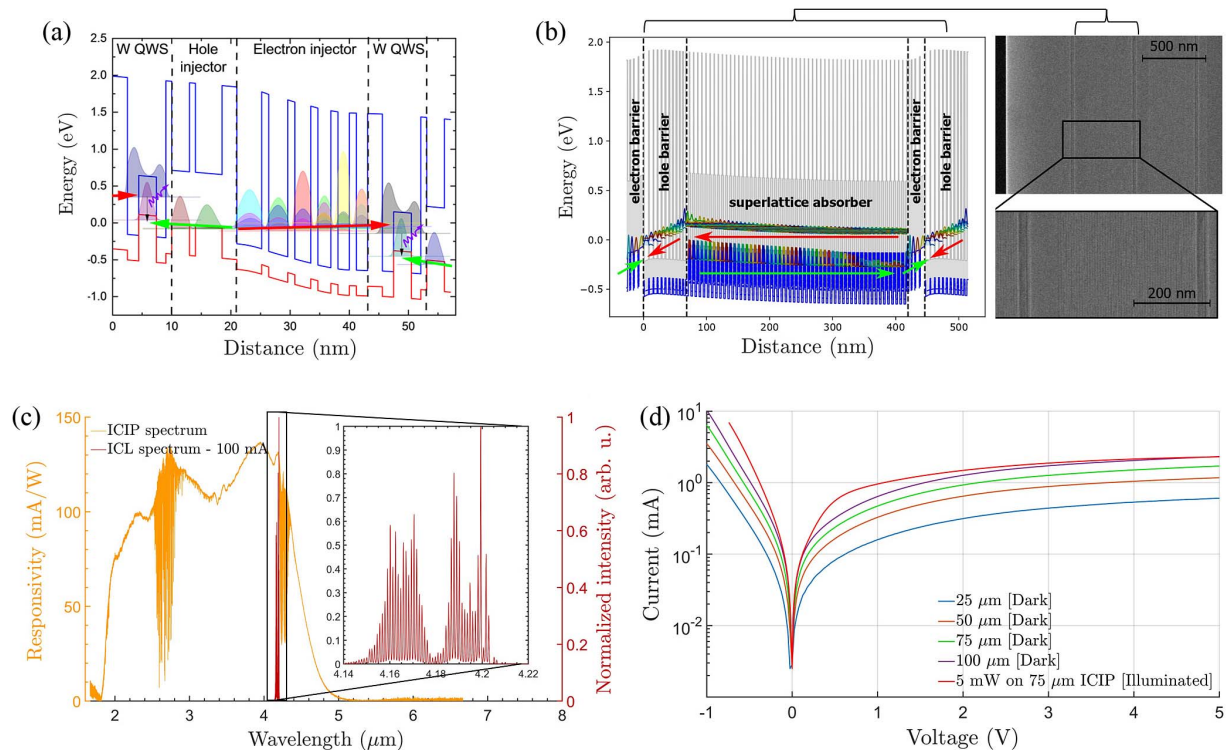 (a)
W QWS
Hole
injector
Electron injector
W QWS
2.5
2.0
1.5
1.0
0.5
0.0
-0.5
-1.0
Energy (eV)
0
10
20
30
40
50
Distance (nm)
(b)
2.0
1.5
1.0
0.5
0.0
−0.5
Energy (eV)
electron barrier
hole barrier
superlattice absorber
electron barrier
hole barrier
0
100
200
300
400
500
Distance (nm)
500 nm
200 nm
(c)
150
100
50
0
Responsivity (mA/W)
ICIP spectrum
ICL spectrum - 100 mA
1
0.8
0.6
0.4
0.2
0
Normalized intensity (arb. u.)
1
0.9
0.8
0.7
0.6
0.5
0.4
0.3
0.2
0.1
0
4.14
4.16
4.18
4.2
4.22
2
3
4
5
6
7
8
Wavelength (μm)
(d)
10¹
10⁰
10⁻¹
10⁻²
Current (mA)
25 μm [Dark]
50 μm [Dark]
75 μm [Dark]
100 μm [Dark]
5 mW on 75 μm ICIP [Illuminated]
-1
0
1
2
3
4
5
Voltage (V)